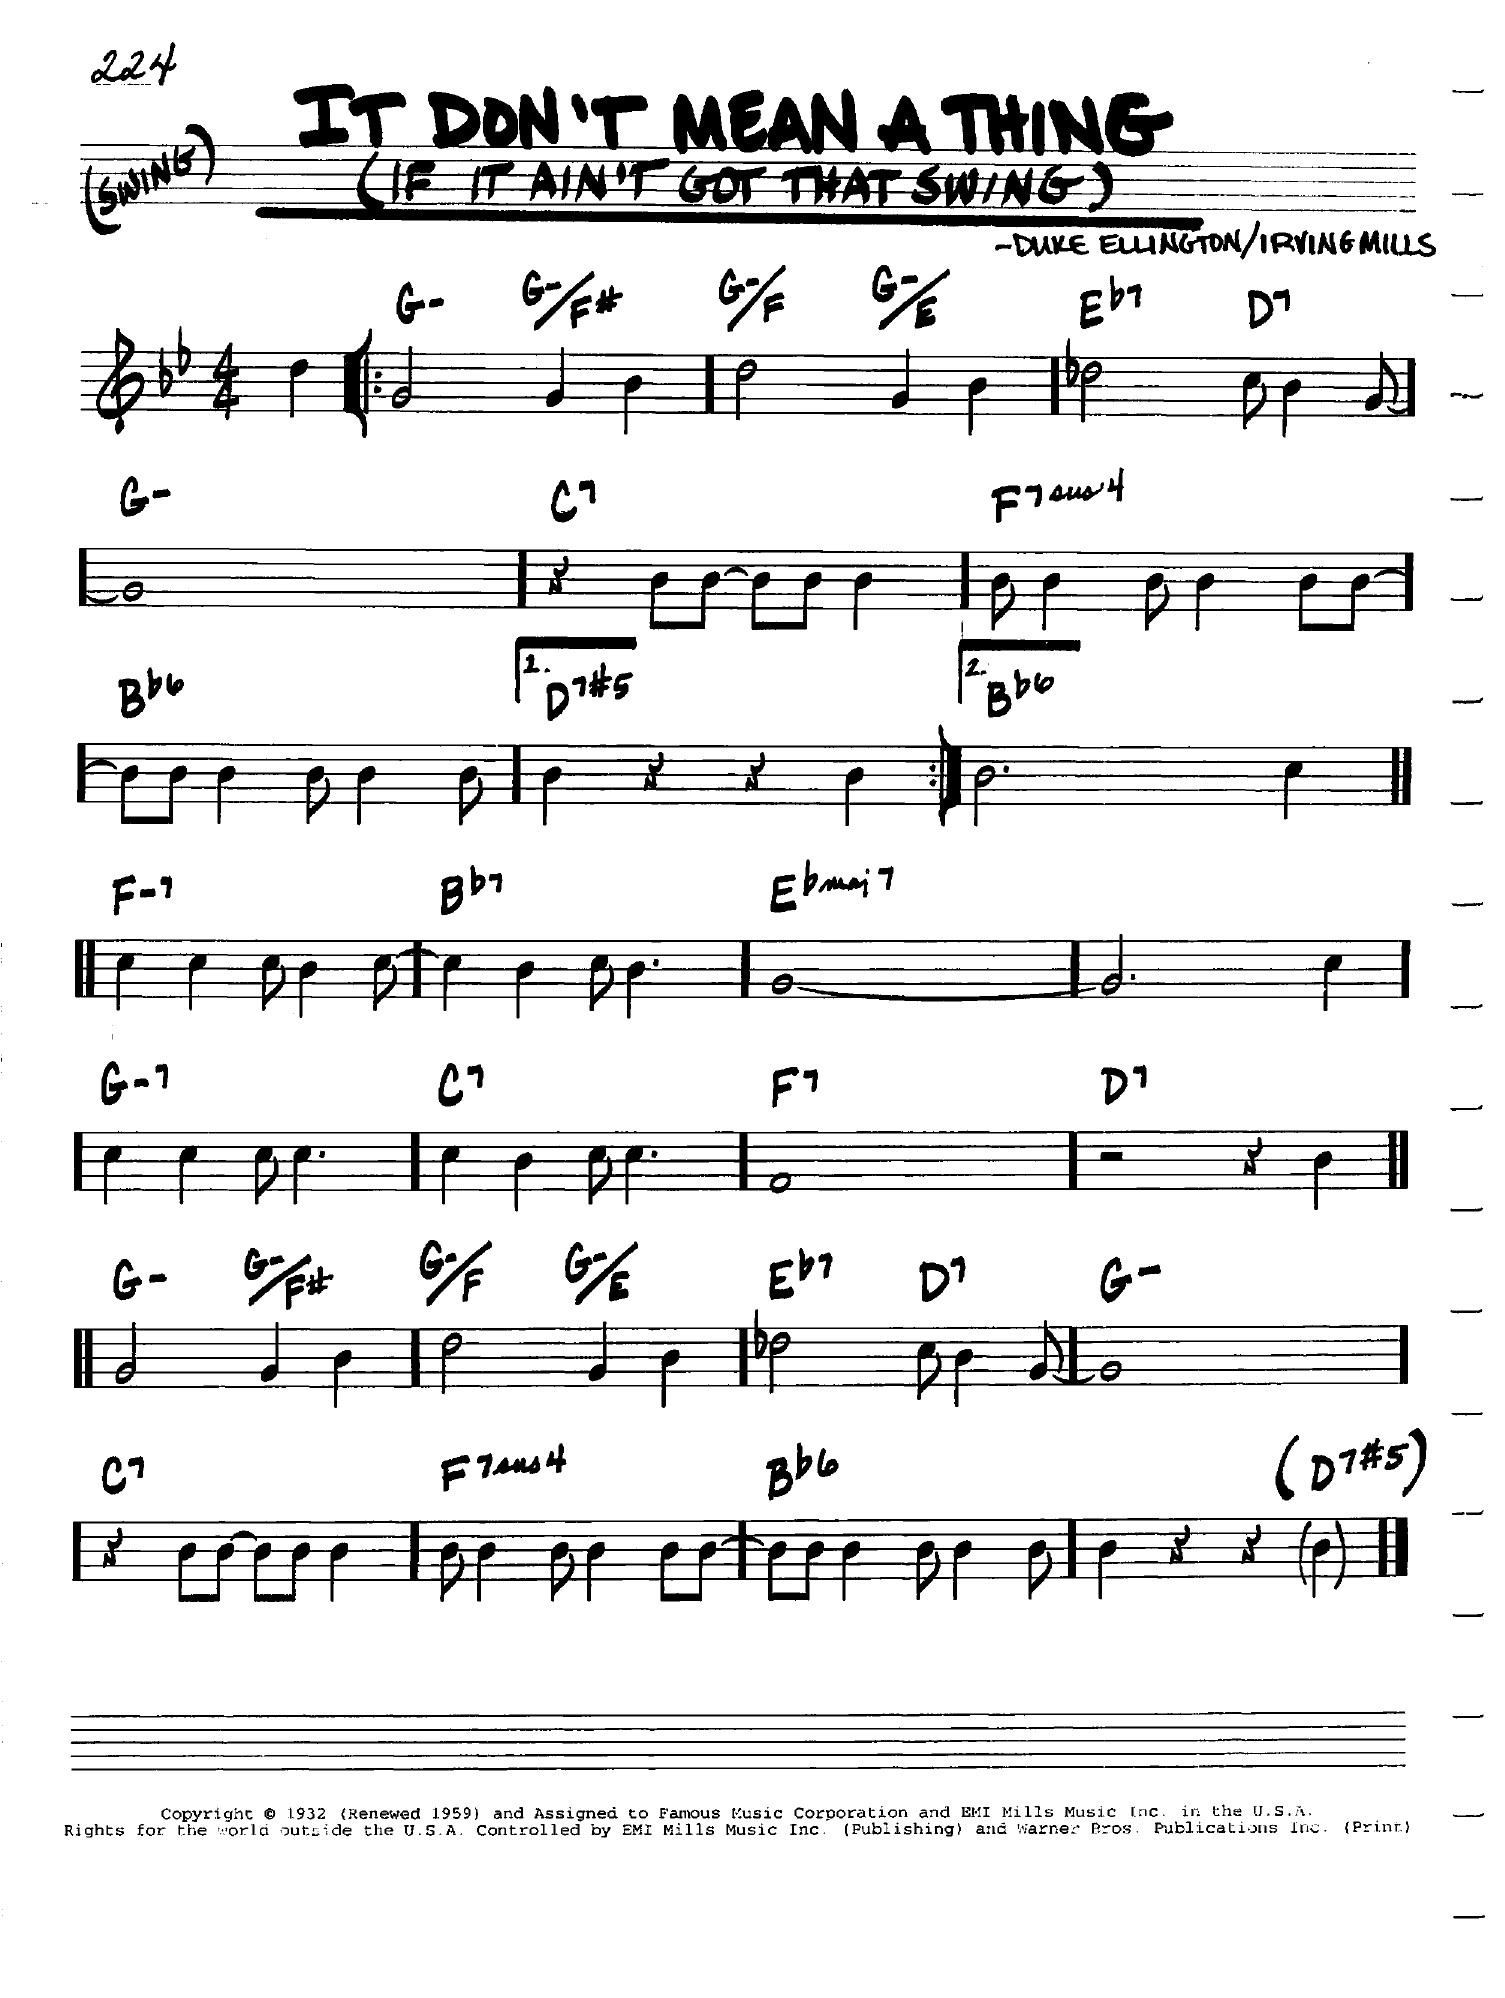 224
IT DON'T MEAN A THING
(SWING)
(IF IT AIN'T GOT THAT SWING)
-DUKE ELLINGTON/IRVING MILLS
G- G-/F# G-/F G-/E E♭7 D7
4/4
G- C7 F7sus4
1. 2.
B♭6 D7#5 B♭6
F-7 B♭7 E♭maj7
G-7 C7 F7 D7
G- G-/F# G-/F G-/E E♭7 D7 G-
C7 F7sus4 B♭6 (D7#5)
Copyright © 1932 (Renewed 1959) and Assigned to Famous Music Corporation and EMI Mills Music Inc. in the U.S.A.
Rights for the world outside the U.S.A. Controlled by EMI Mills Music Inc. (Publishing) and Warner Bros. Publications Inc. (Print)